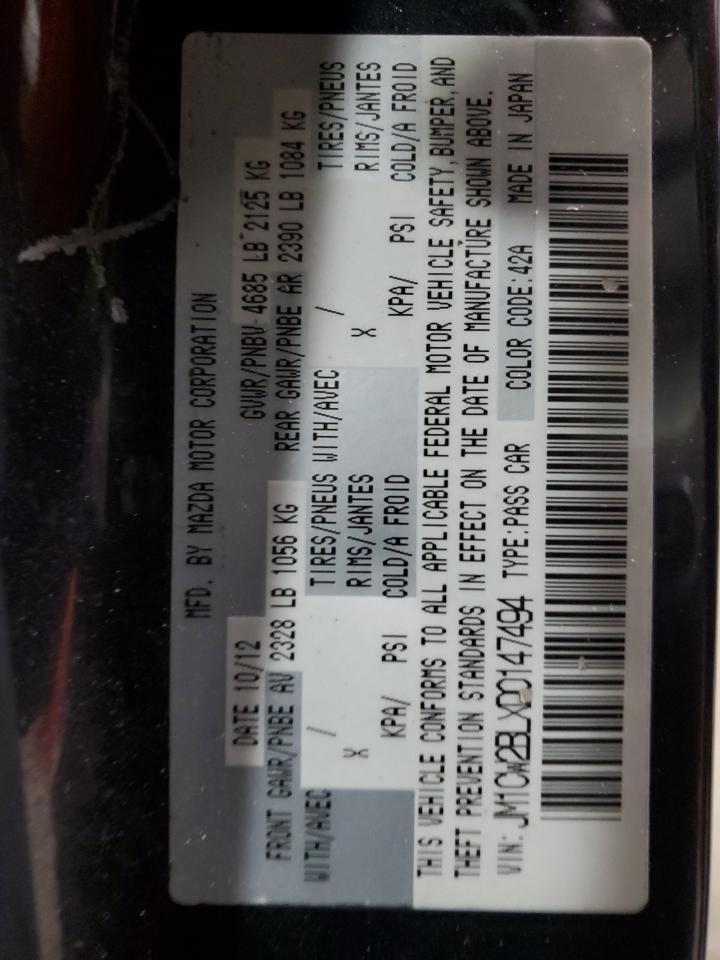 MFD. BY MAZDA MOTOR CORPORATION
DATE 10/12 GVWR/PNBV 4685 LB 2125 KG
FRONT GAWR/PNBE AV 2328 LB 1056 KG REAR GAWR/PNBE AR 2390 LB 1084 KG
WITH/AVEC / TIRES/PNEUS WITH/AVEC / TIRES/PNEUS
X RIMS/JANTES X RIMS/JANTES
KPA/ PSI COLD/A FROID KPA/ PSI COLD/A FROID
THIS VEHICLE CONFORMS TO ALL APPLICABLE FEDERAL MOTOR VEHICLE SAFETY,BUMPER,AND
THEFT PREVENTION STANDARDS IN EFFECT ON THE DATE OF MANUFACTURE SHOWN ABOVE.
VIN: JM1CW2BLXD0147494 TYPE:PASS CAR COLOR CODE:42A MADE IN JAPAN